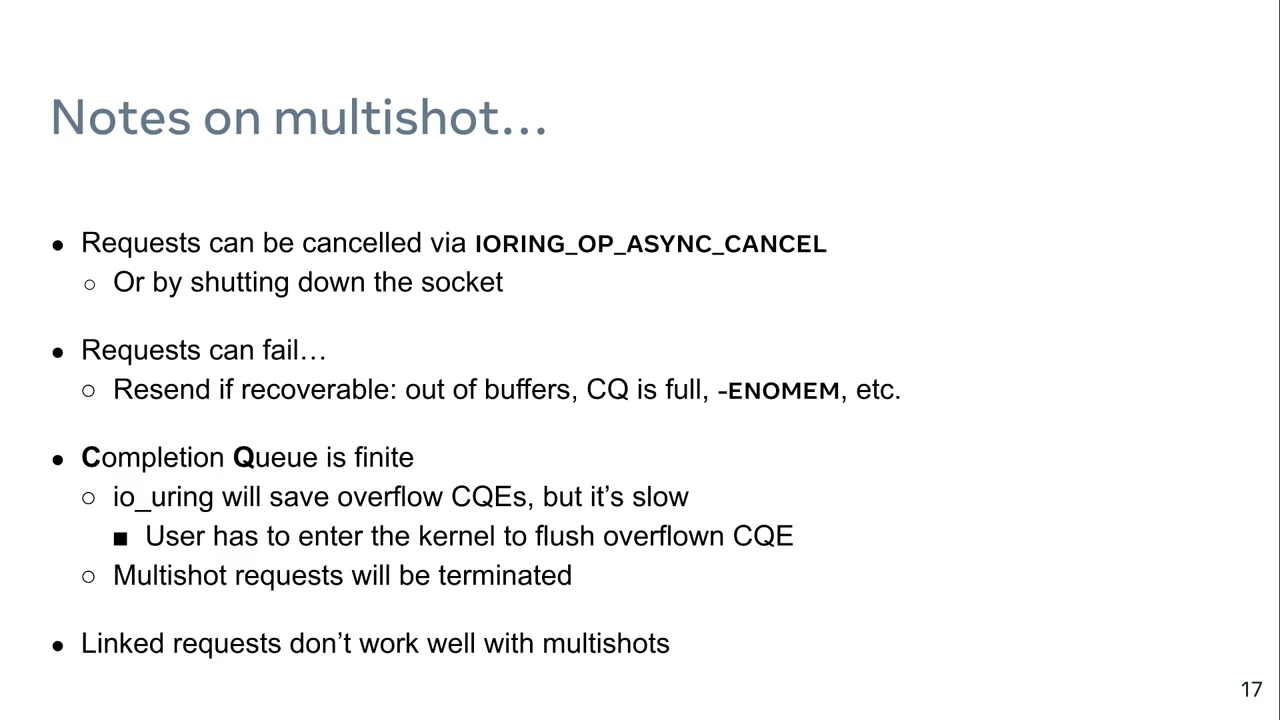 Notes on multishot…
● Requests can be cancelled via IORING_OP_ASYNC_CANCEL
○ Or by shutting down the socket
● Requests can fail…
○ Resend if recoverable: out of buffers, CQ is full, -ENOMEM, etc.
● Completion Queue is finite
○ io_uring will save overflow CQEs, but it’s slow
■ User has to enter the kernel to flush overflown CQE
○ Multishot requests will be terminated
● Linked requests don’t work well with multishots
17